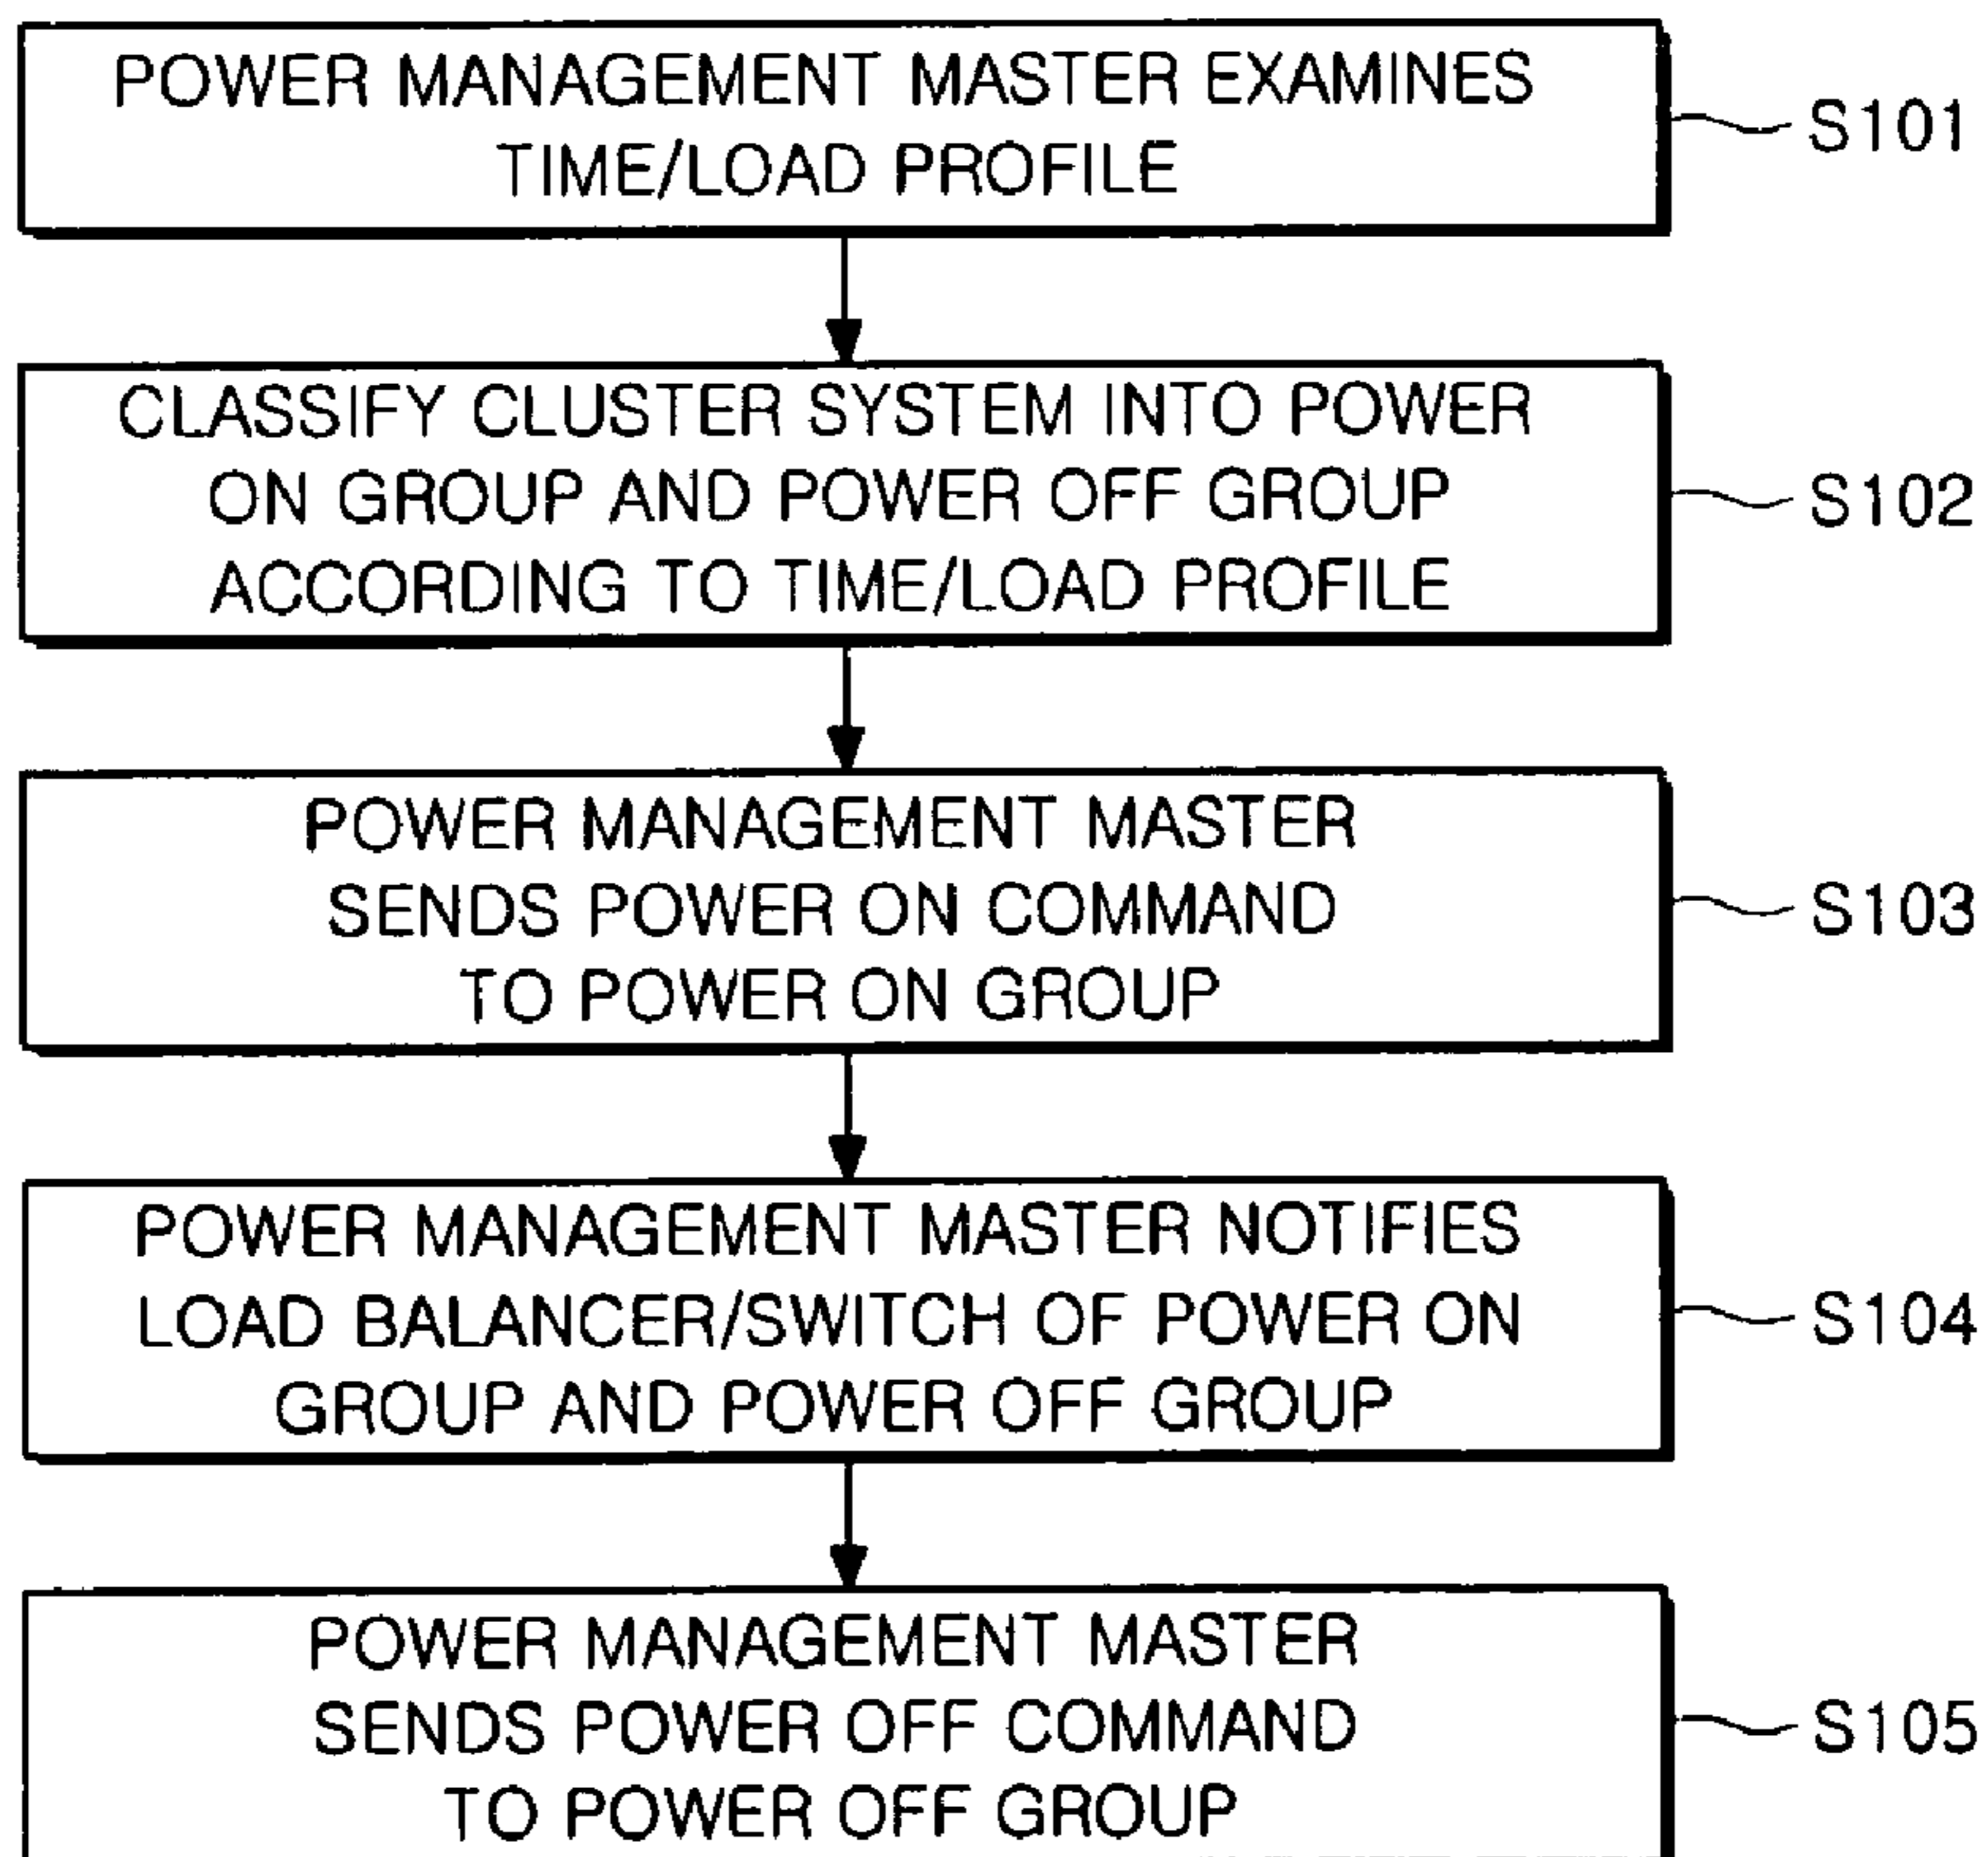 POWER MANAGEMENT MASTER EXAMINES
TIME/LOAD PROFILE
S101
CLASSIFY CLUSTER SYSTEM INTO POWER
ON GROUP AND POWER OFF GROUP
ACCORDING TO TIME/LOAD PROFILE
S102
POWER MANAGEMENT MASTER
SENDS POWER ON COMMAND
TO POWER ON GROUP
S103
POWER MANAGEMENT MASTER NOTIFIES
LOAD BALANCER/SWITCH OF POWER ON
GROUP AND POWER OFF GROUP
S104
POWER MANAGEMENT MASTER
SENDS POWER OFF COMMAND
TO POWER OFF GROUP
S105